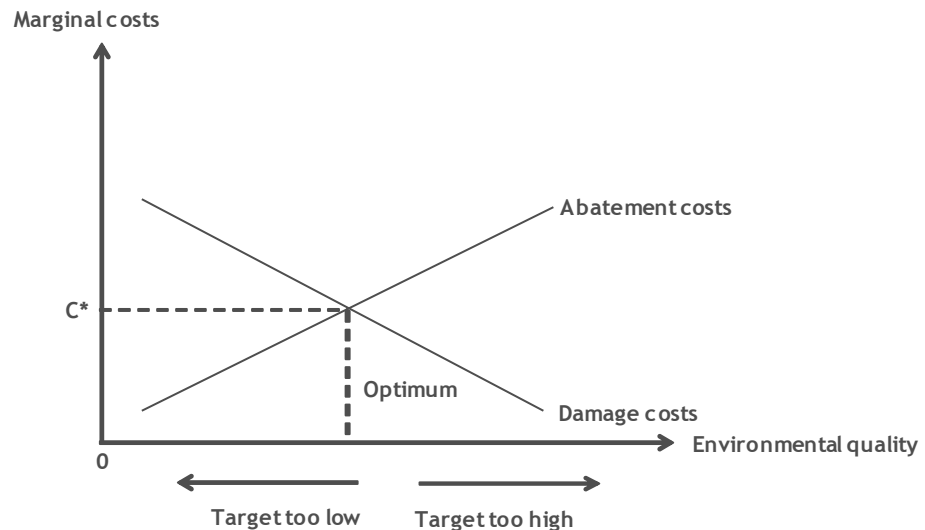 Marginal costs
Abatement costs
C*
Optimum
Damage costs
Environmental quality
0
Target too low
Target too high